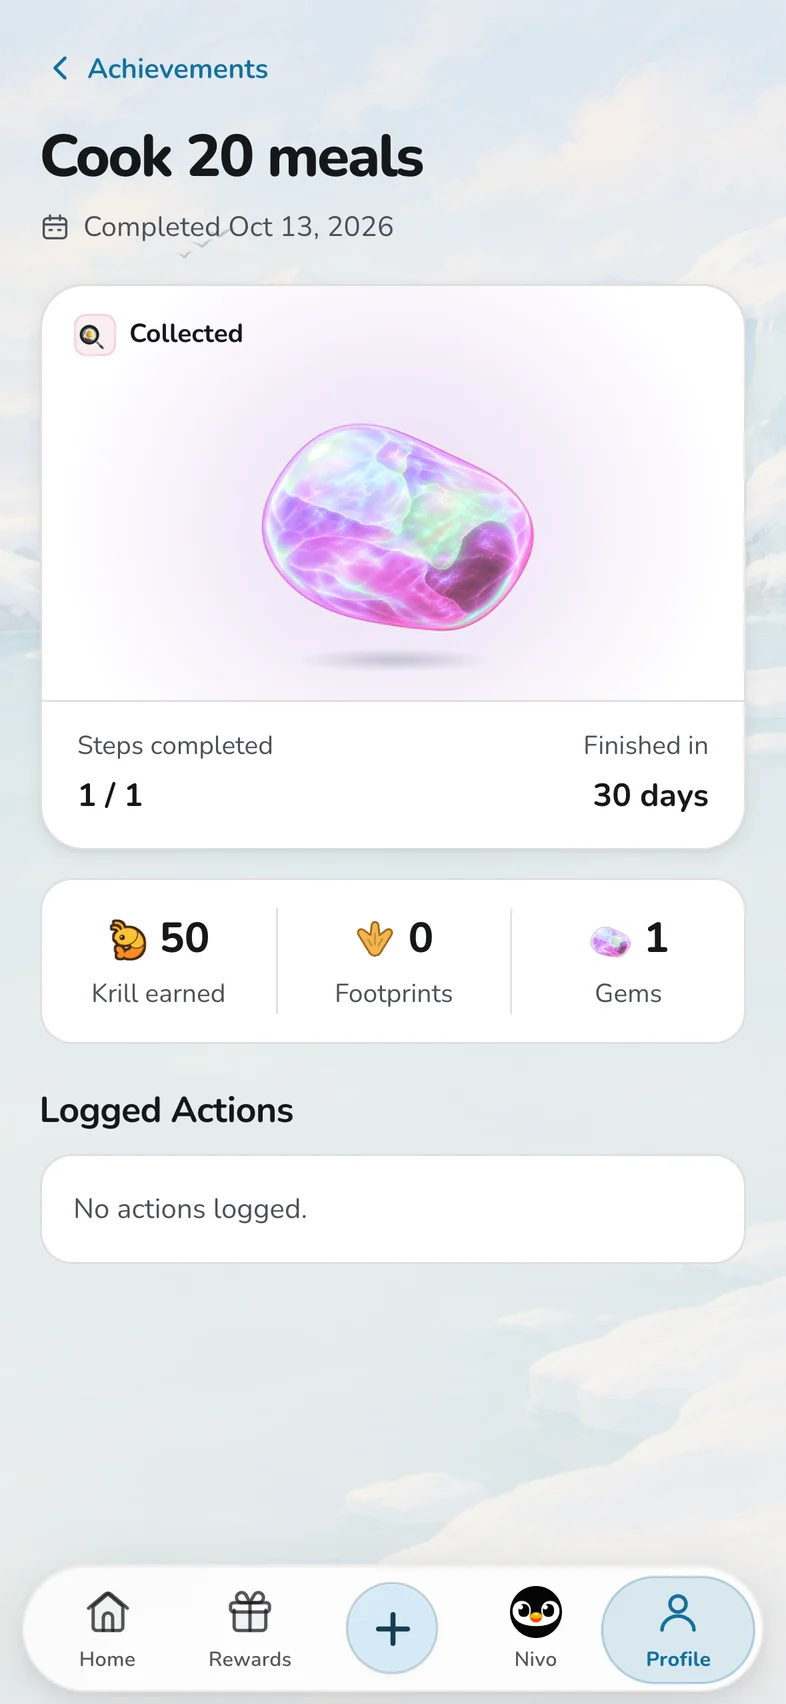 Achievements
Cook 20 meals
Completed Oct 13, 2026
Collected
Steps completed
Finished in
1 / 1
30 days
50
0
1
Krill earned
Footprints
Gems
Logged Actions
No actions logged.
Home
Rewards
Nivo
Profile